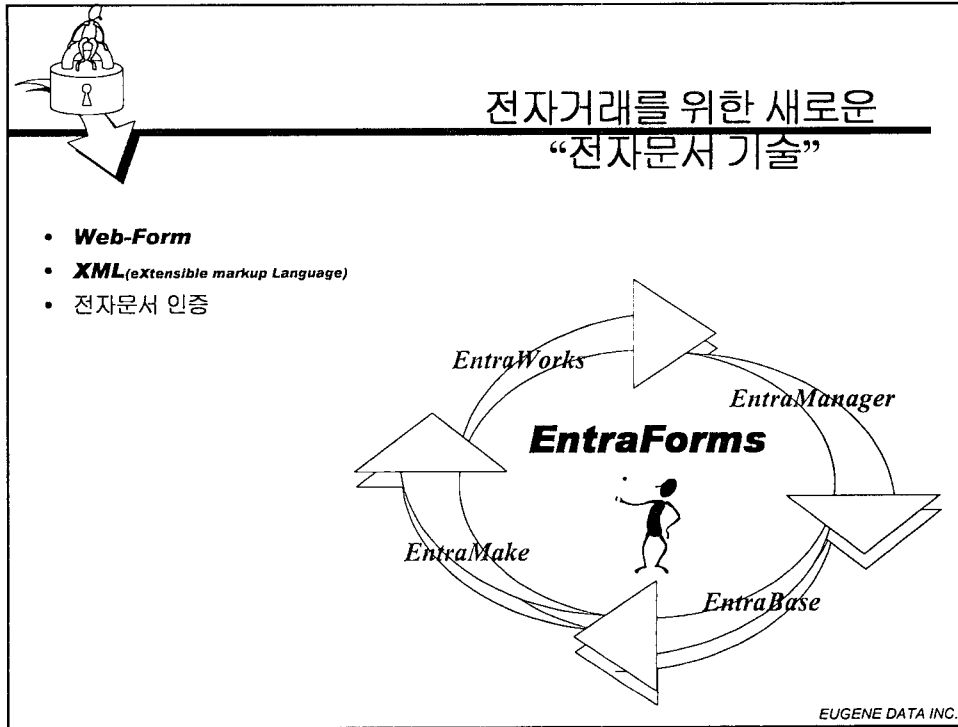 전자거래를 위한 새로운
“전자문서 기술”
• Web-Form
• XML(eXtensible markup Language)
• 전자문서 인증
EntraWorks
EntraManager
EntraForms
EntraMake
EntraBase
EUGENE DATA INC.